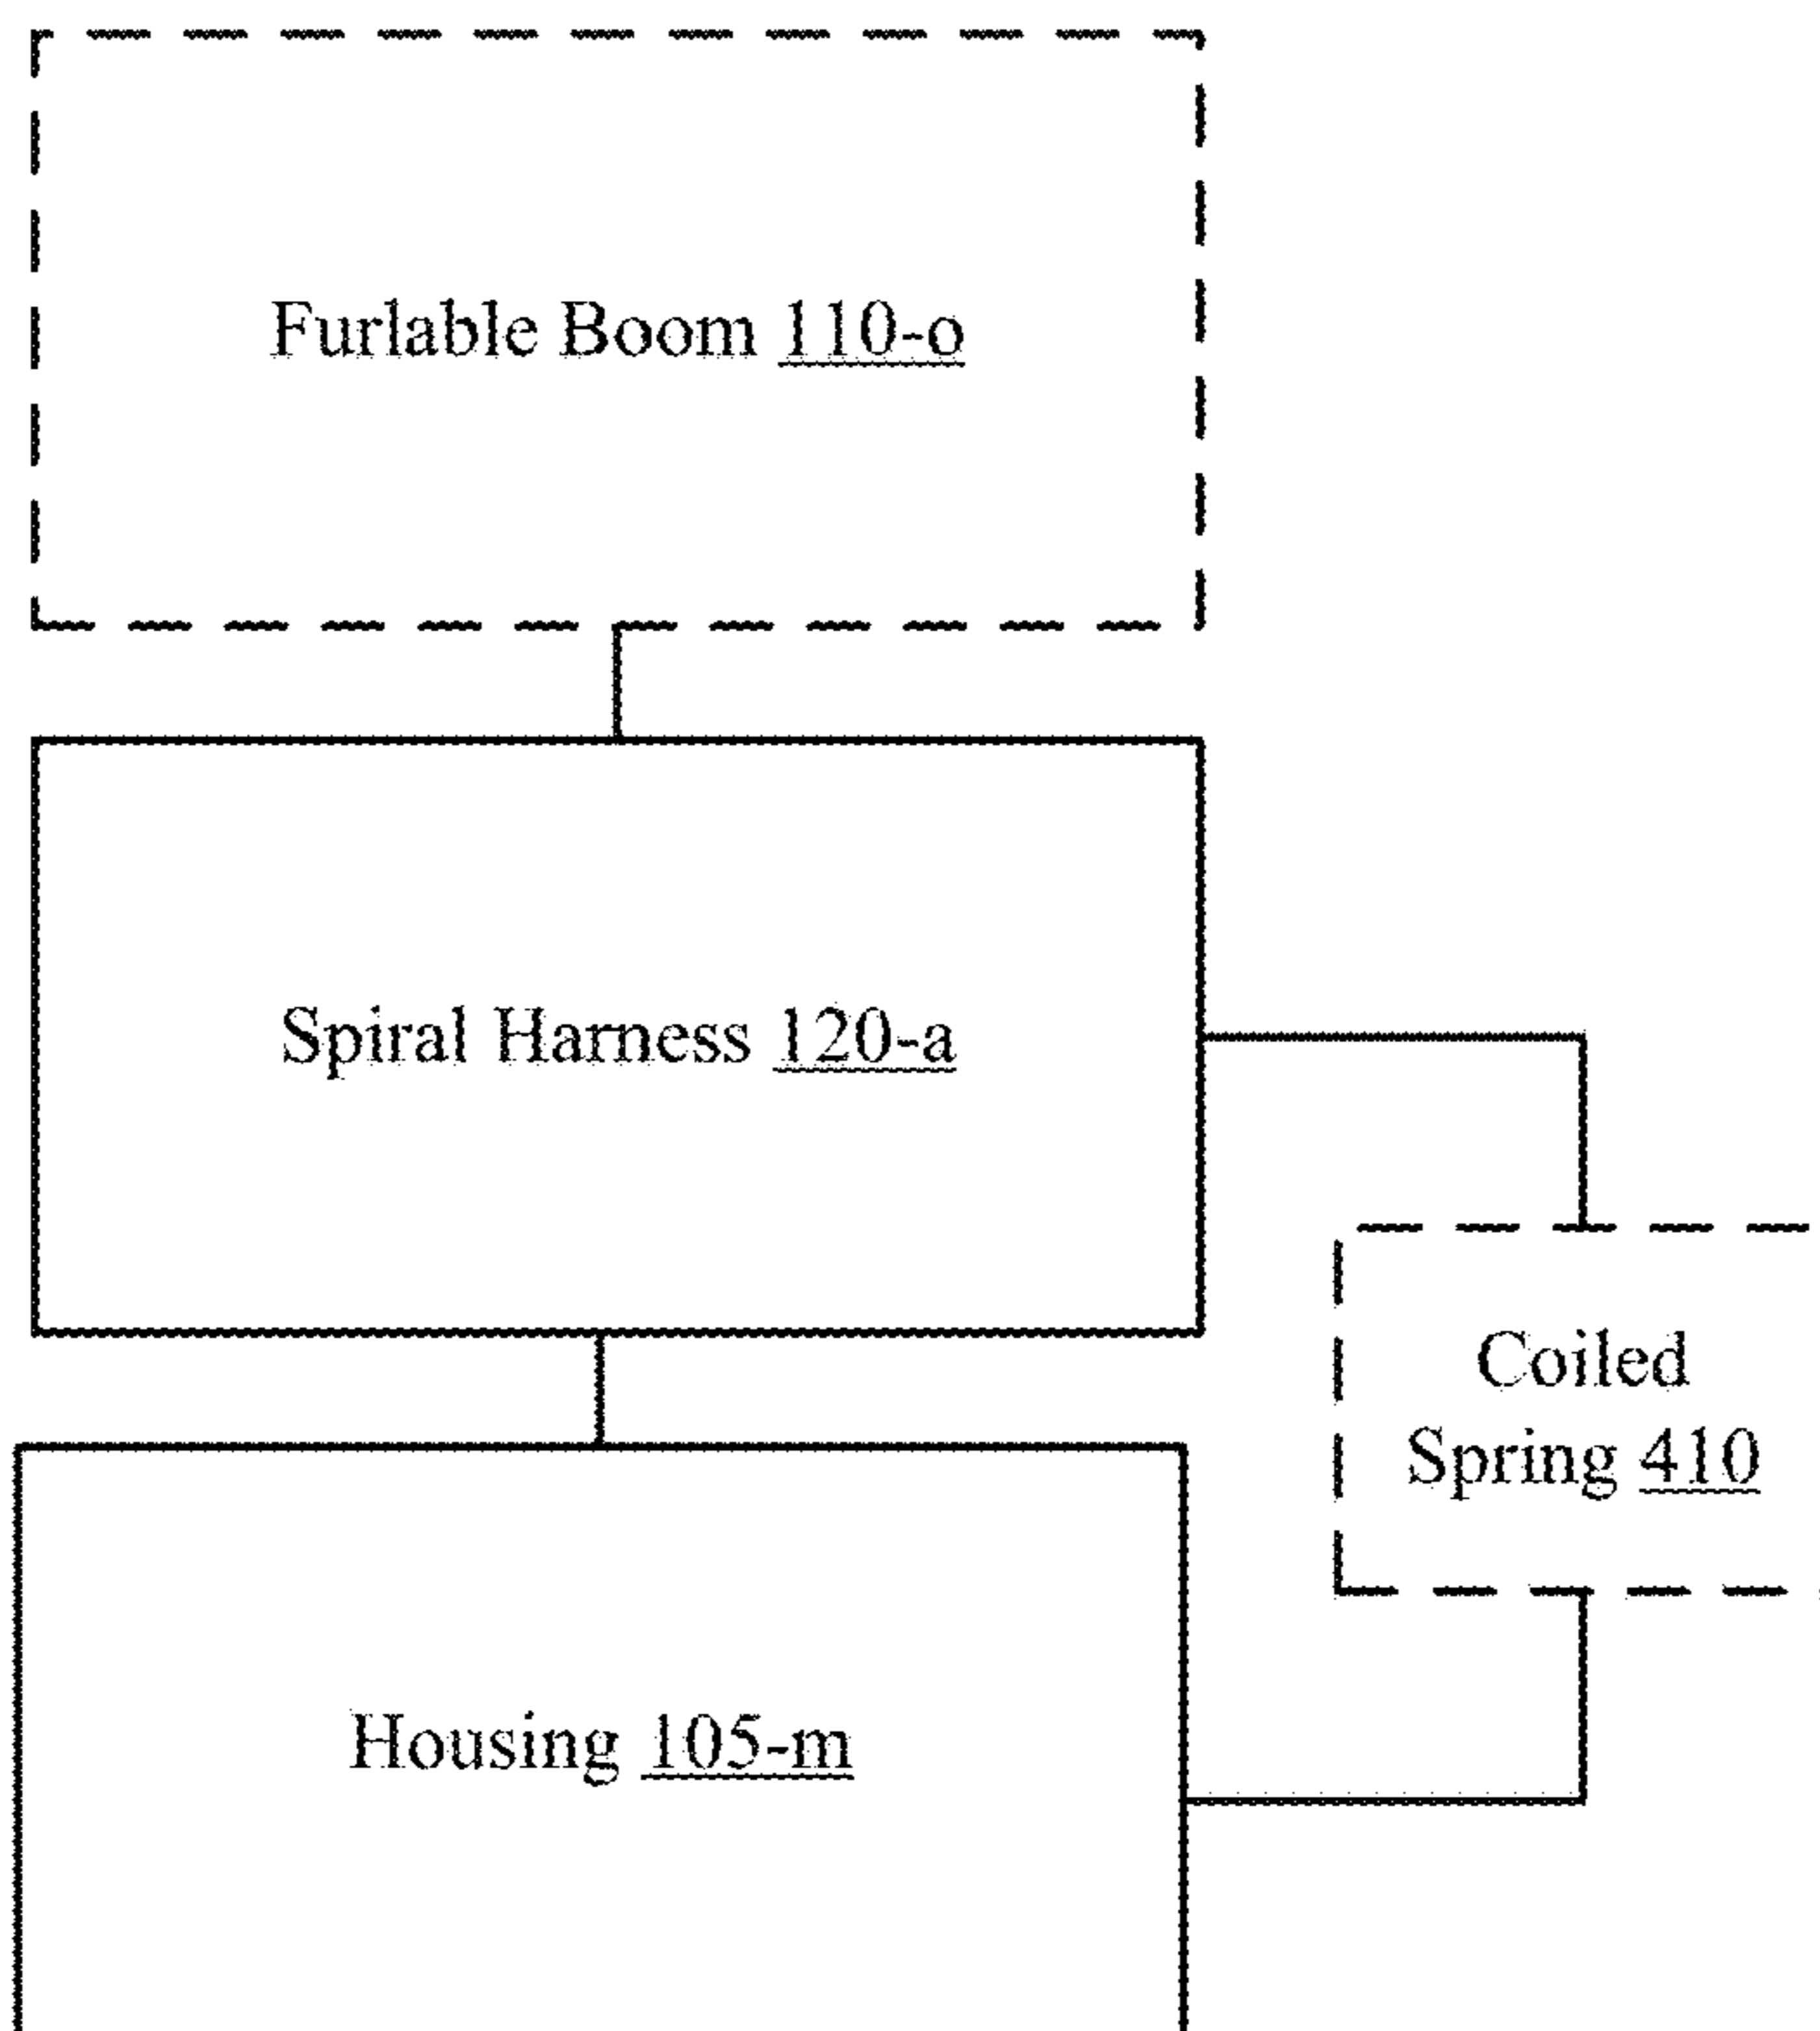 Furlable Boom 110-o
Spiral Harness 120-a
Coiled
Spring 410
Housing 105-m